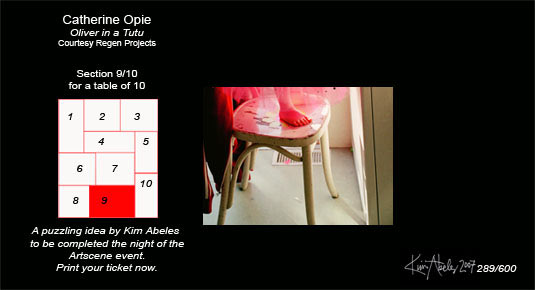 Catherine Opie
Oliver in a Tutu
Courtesy Regen Projects
Section 9/10
for a table of 10
1
2
3
4
5
6
7
10
8
9
A puzzling idea by Kim Abeles
to be completed the night of the
Artscene event.
Print your ticket now.
Kim Abeles 2007 289/600